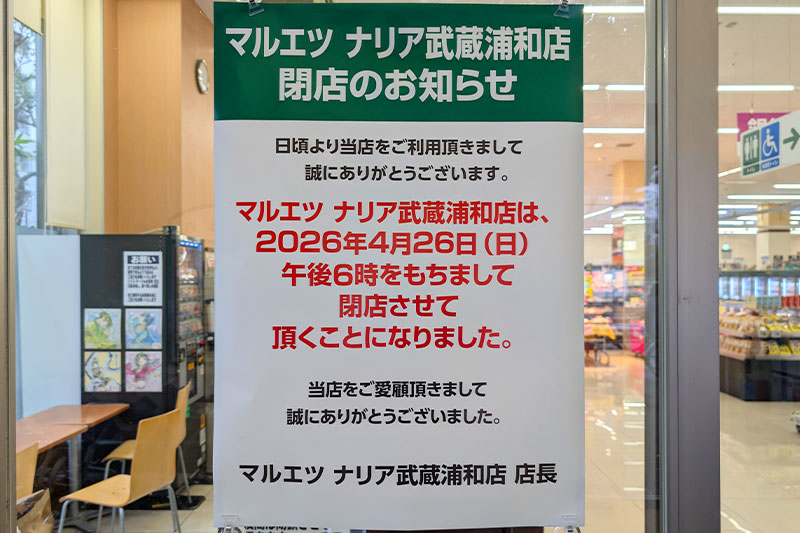 マルエツ ナリア武蔵浦和店
閉店のお知らせ
日頃より当店をご利用頂きまして
誠にありがとうございます。
マルエツ ナリア武蔵浦和店は、
2026年4月26日(日)
午後6時をもちまして
閉店させて
頂くことになりました。
当店をご愛顧頂きまして
誠にありがとうございました。
マルエツ ナリア武蔵浦和店 店長
お願い